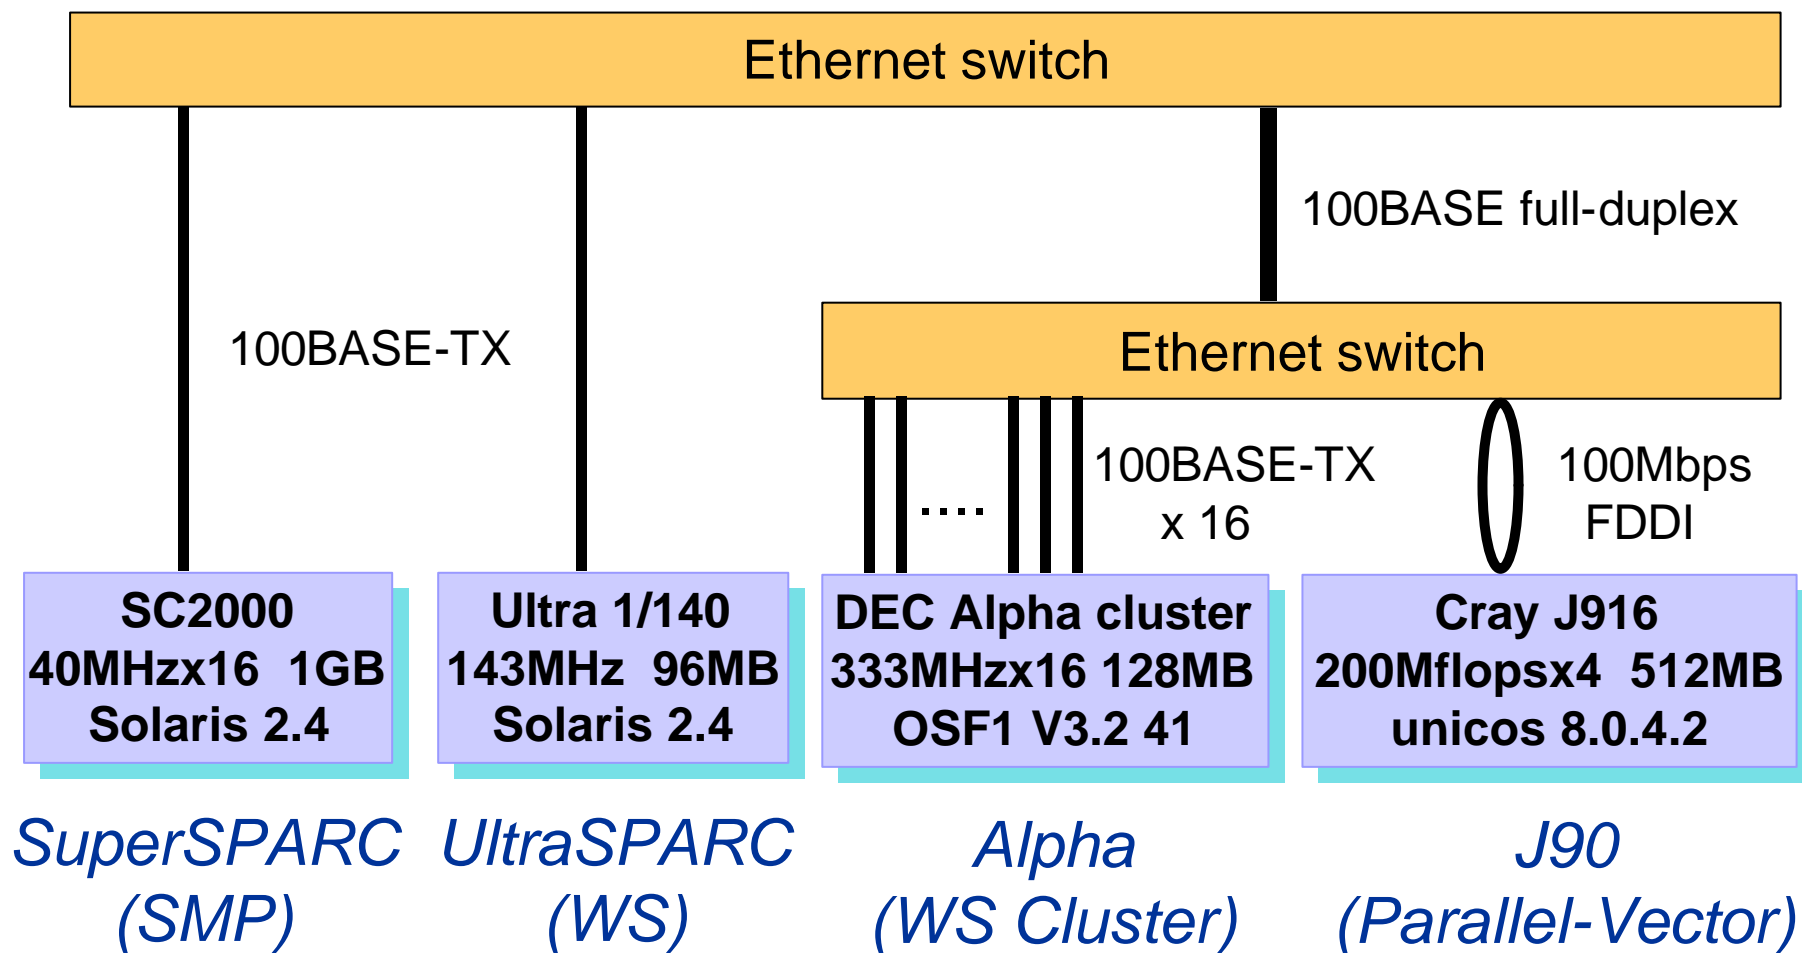 Ethernet switch
100BASE full-duplex
100BASE-TX
Ethernet switch
....
100BASE-TX
x 16
100Mbps
FDDI
SC2000
40MHzx16 1GB
Solaris 2.4
Ultra 1/140
143MHz 96MB
Solaris 2.4
DEC Alpha cluster
333MHzx16 128MB
OSF1 V3.2 41
Cray J916
200Mflopsx4 512MB
unicos 8.0.4.2
SuperSPARC
(SMP)
UltraSPARC
(WS)
Alpha
(WS Cluster)
J90
(Parallel-Vector)